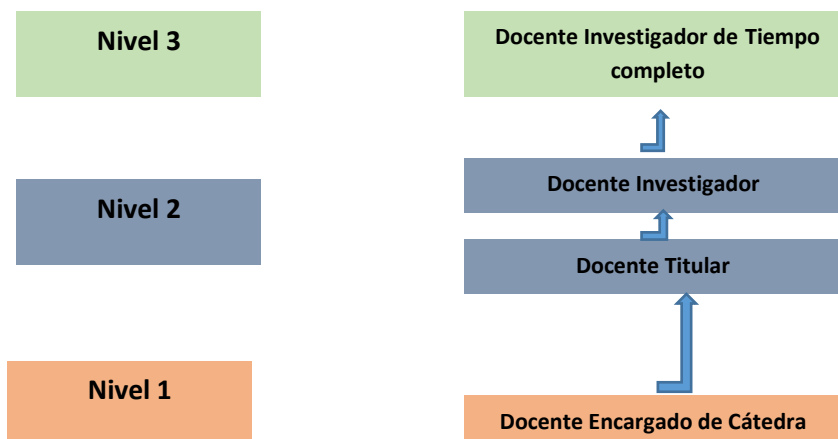 Nivel 3
Docente Investigador de Tiempo
completo
Docente Investigador
Nivel 2
Docente Titular
Nivel 1
Docente Encargado de Cátedra